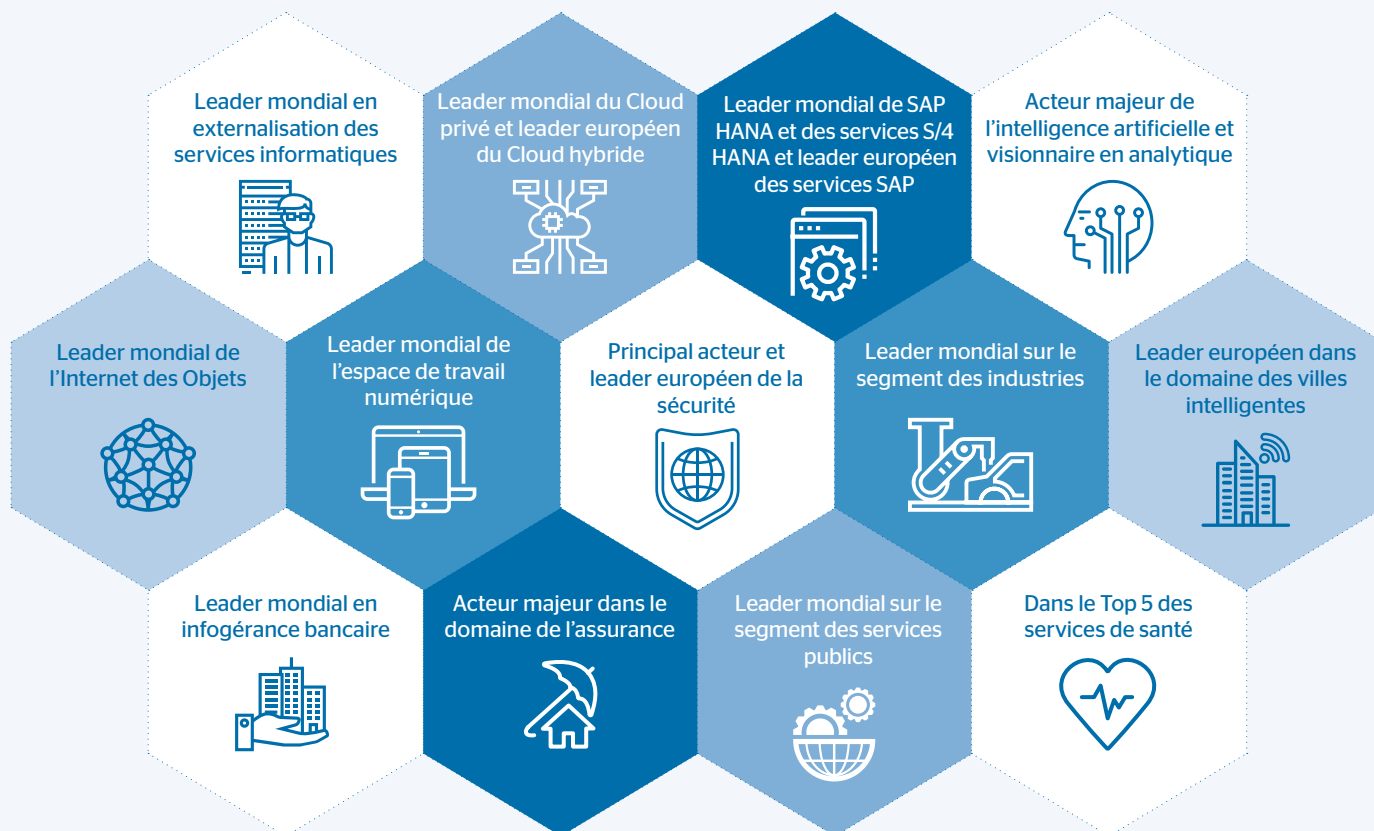 Leader mondial en
externalisation des
services informatiques
Leader mondial du Cloud
privé et leader européen
du Cloud hybride
Leader mondial de SAP
HANA et des services S/4
HANA et leader européen
des services SAP
Acteur majeur de
l’intelligence artificielle et
visionnaire en analytique
Leader mondial de
l’Internet des Objets
Leader mondial de
l’espace de travail
numérique
Principal acteur et
leader européen de la
sécurité
Leader mondial sur le
segment des industries
Leader européen dans
le domaine des villes
intelligentes
Leader mondial en
infogérance bancaire
Acteur majeur dans le
domaine de l’assurance
Leader mondial sur le
segment des services
publics
Dans le Top 5 des
services de santé